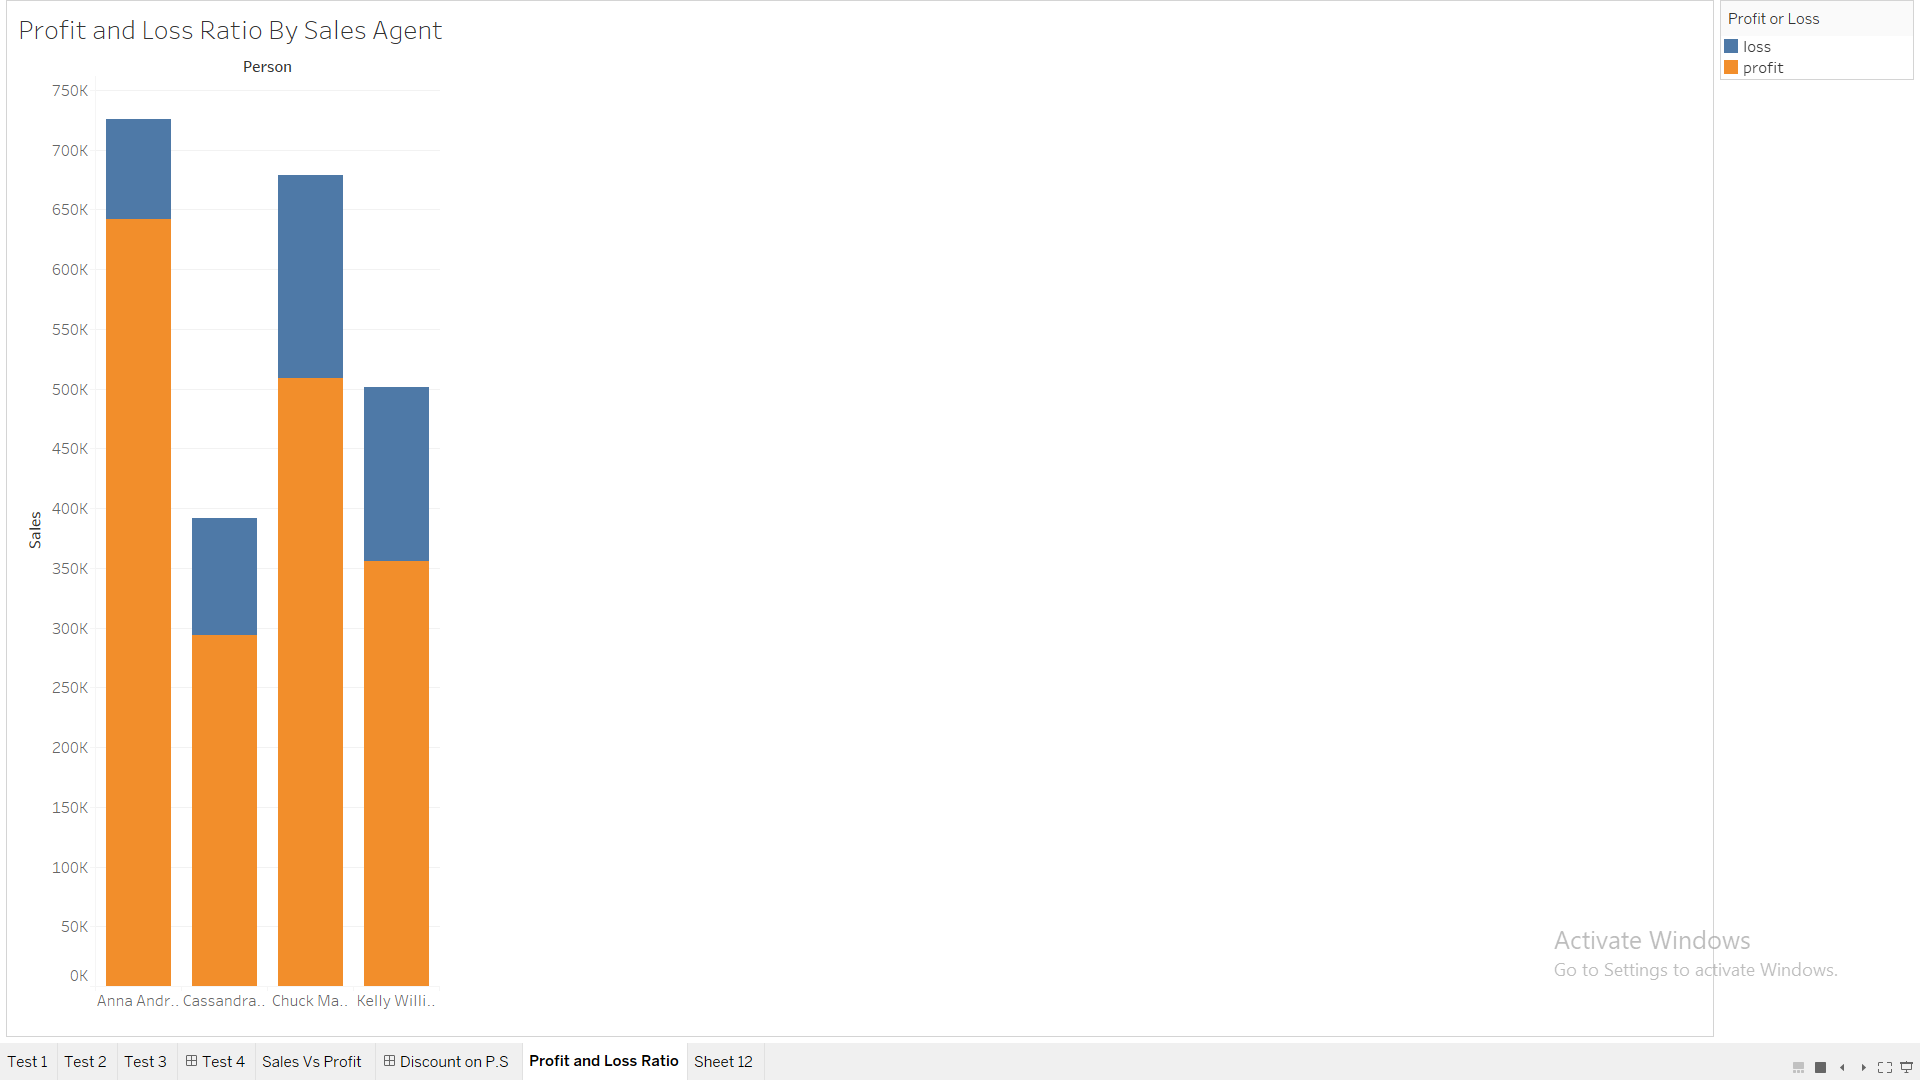 Profit and Loss Ratio By Sales Agent
Person
750K
700K
650K
600K
550K
500K
450K
400K
350K
300K
250K
200K
150K
100K
50K
0K
Sales
Anna Andr.. Cassandra.. Chuck Ma.. Kelly Willi..
Profit or Loss
loss
profit
Activate Windows
Go to Settings to activate Windows.
Test 1 Test 2 Test 3 Test 4 Sales Vs Profit Discount on P.S Profit and Loss Ratio Sheet 12